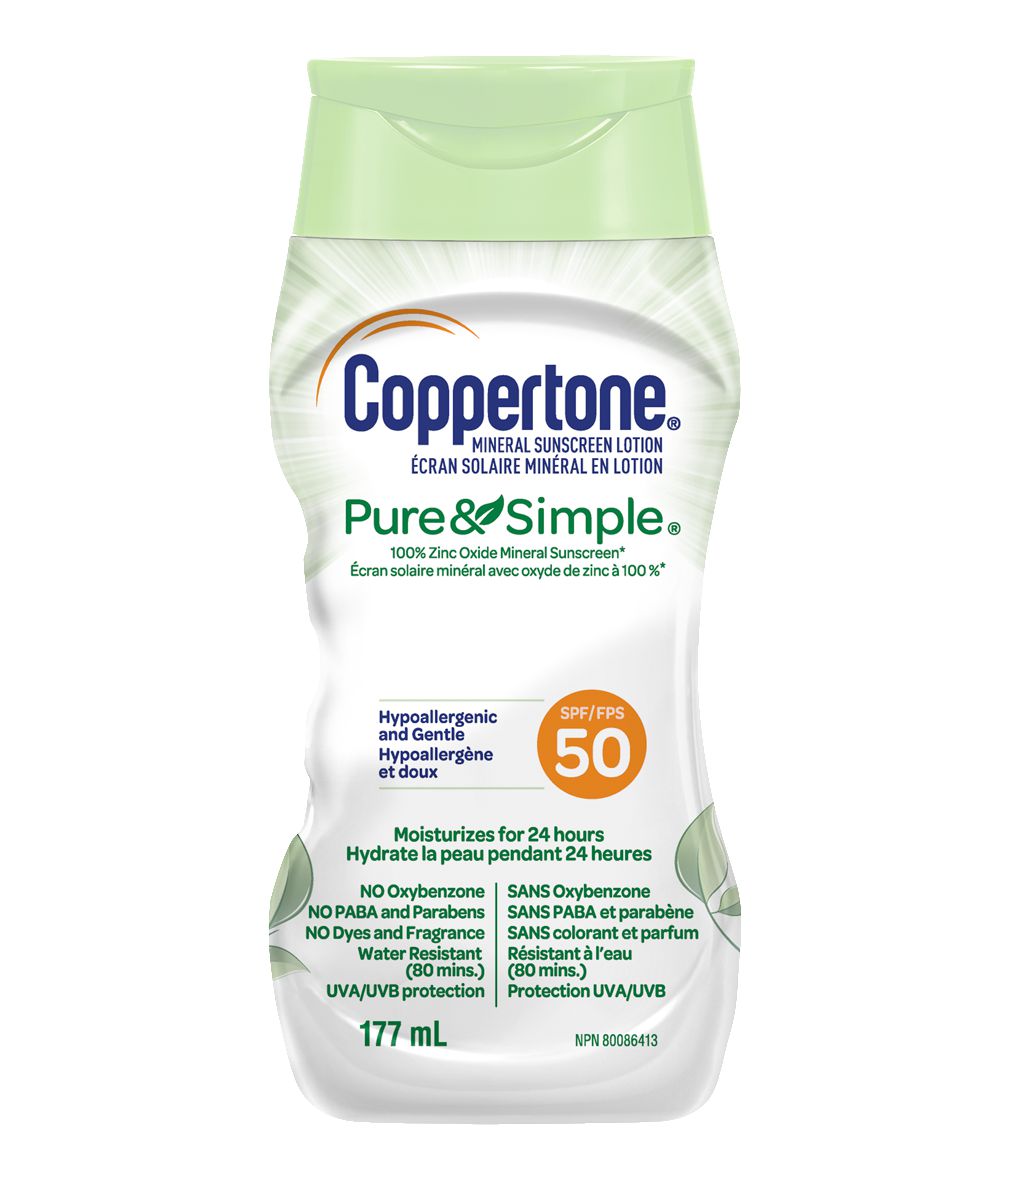 Coppertone®
MINERAL SUNSCREEN LOTION
ÉCRAN SOLAIRE MINÉRAL EN LOTION
Pure & Simple®
100% Zinc Oxide Mineral Sunscreen*
Écran solaire minéral avec oxyde de zinc à 100 %*
Hypoallergenic
and Gentle
Hypoallergène
et doux
SPF/FPS
50
Moisturizes for 24 hours
Hydrate la peau pendant 24 heures
NO Oxybenzone
NO PABA and Parabens
NO Dyes and Fragrance
Water Resistant
(80 mins.)
UVA/UVB protection
SANS Oxybenzone
SANS PABA et parabène
SANS colorant et parfum
Résistant à l'eau
(80 mins.)
Protection UVA/UVB
177 mL
NPN 80086413